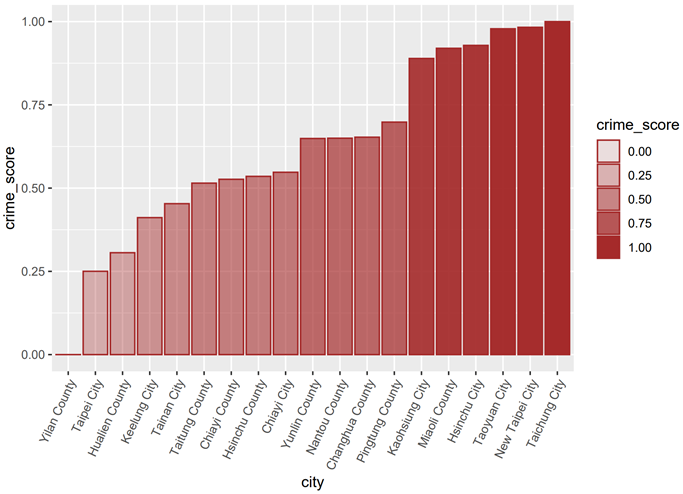 1.00
0.75
0.50
0.25
0.00
crime_score
Yilan County
Taipei City
Hualien County
Keelung City
Tainan City
Taitung County
Chiayi County
Hsinchu County
Chiayi City
Yunlin County
Nantou County
Changhua County
Pingtung County
Kaohsiung City
Miaoli County
Hsinchu City
Taoyuan City
New Taipei City
Taichung City
city
crime_score
0.00
0.25
0.50
0.75
1.00